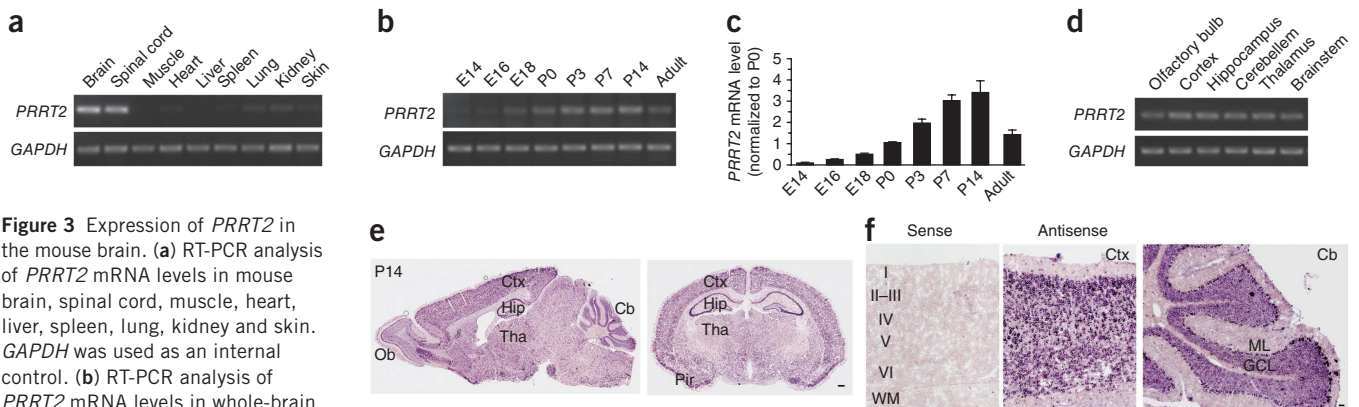 a
Brain
Spinal cord
Muscle
Heart
Liver
Spleen
Lung
Kidney
Skin
PRRT2
GAPDH
b
E14
E16
E18
P0
P3
P7
P14
Adult
PRRT2
GAPDH
c
PRRT2 mRNA level
(normalized to P0)
5
4
3
2
1
0
E14
E16
E18
P0
P3
P7
P14
Adult
d
Olfactory bulb
Cortex
Hippocampus
Cerebellem
Thalamus
Brainstem
PRRT2
GAPDH
Figure 3 Expression of PRRT2 in
the mouse brain. (a) RT-PCR analysis
of PRRT2 mRNA levels in mouse
brain, spinal cord, muscle, heart,
liver, spleen, lung, kidney and skin.
GAPDH was used as an internal
control. (b) RT-PCR analysis of
PRRT2 mRNA levels in whole-brain
e
P14
Ctx
Hip
Tha
Cb
Ob
Ctx
Hip
Tha
Pir
f
Sense
Antisense
I
II–III
IV
V
VI
WM
Ctx
Cb
ML
GCL